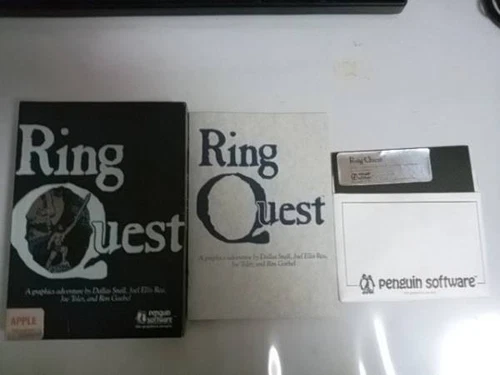 Ring
Quest
A graphics adventure by Dallas Snell, Joel Ellis Rea,
Joe Toler, and Ron Goebel
APPLE
penguin
software
Ring
Quest
A graphics adventure by Dallas Snell, Joel Ellis Rea,
Joe Toler, and Ron Goebel
Ring Quest
penguin software